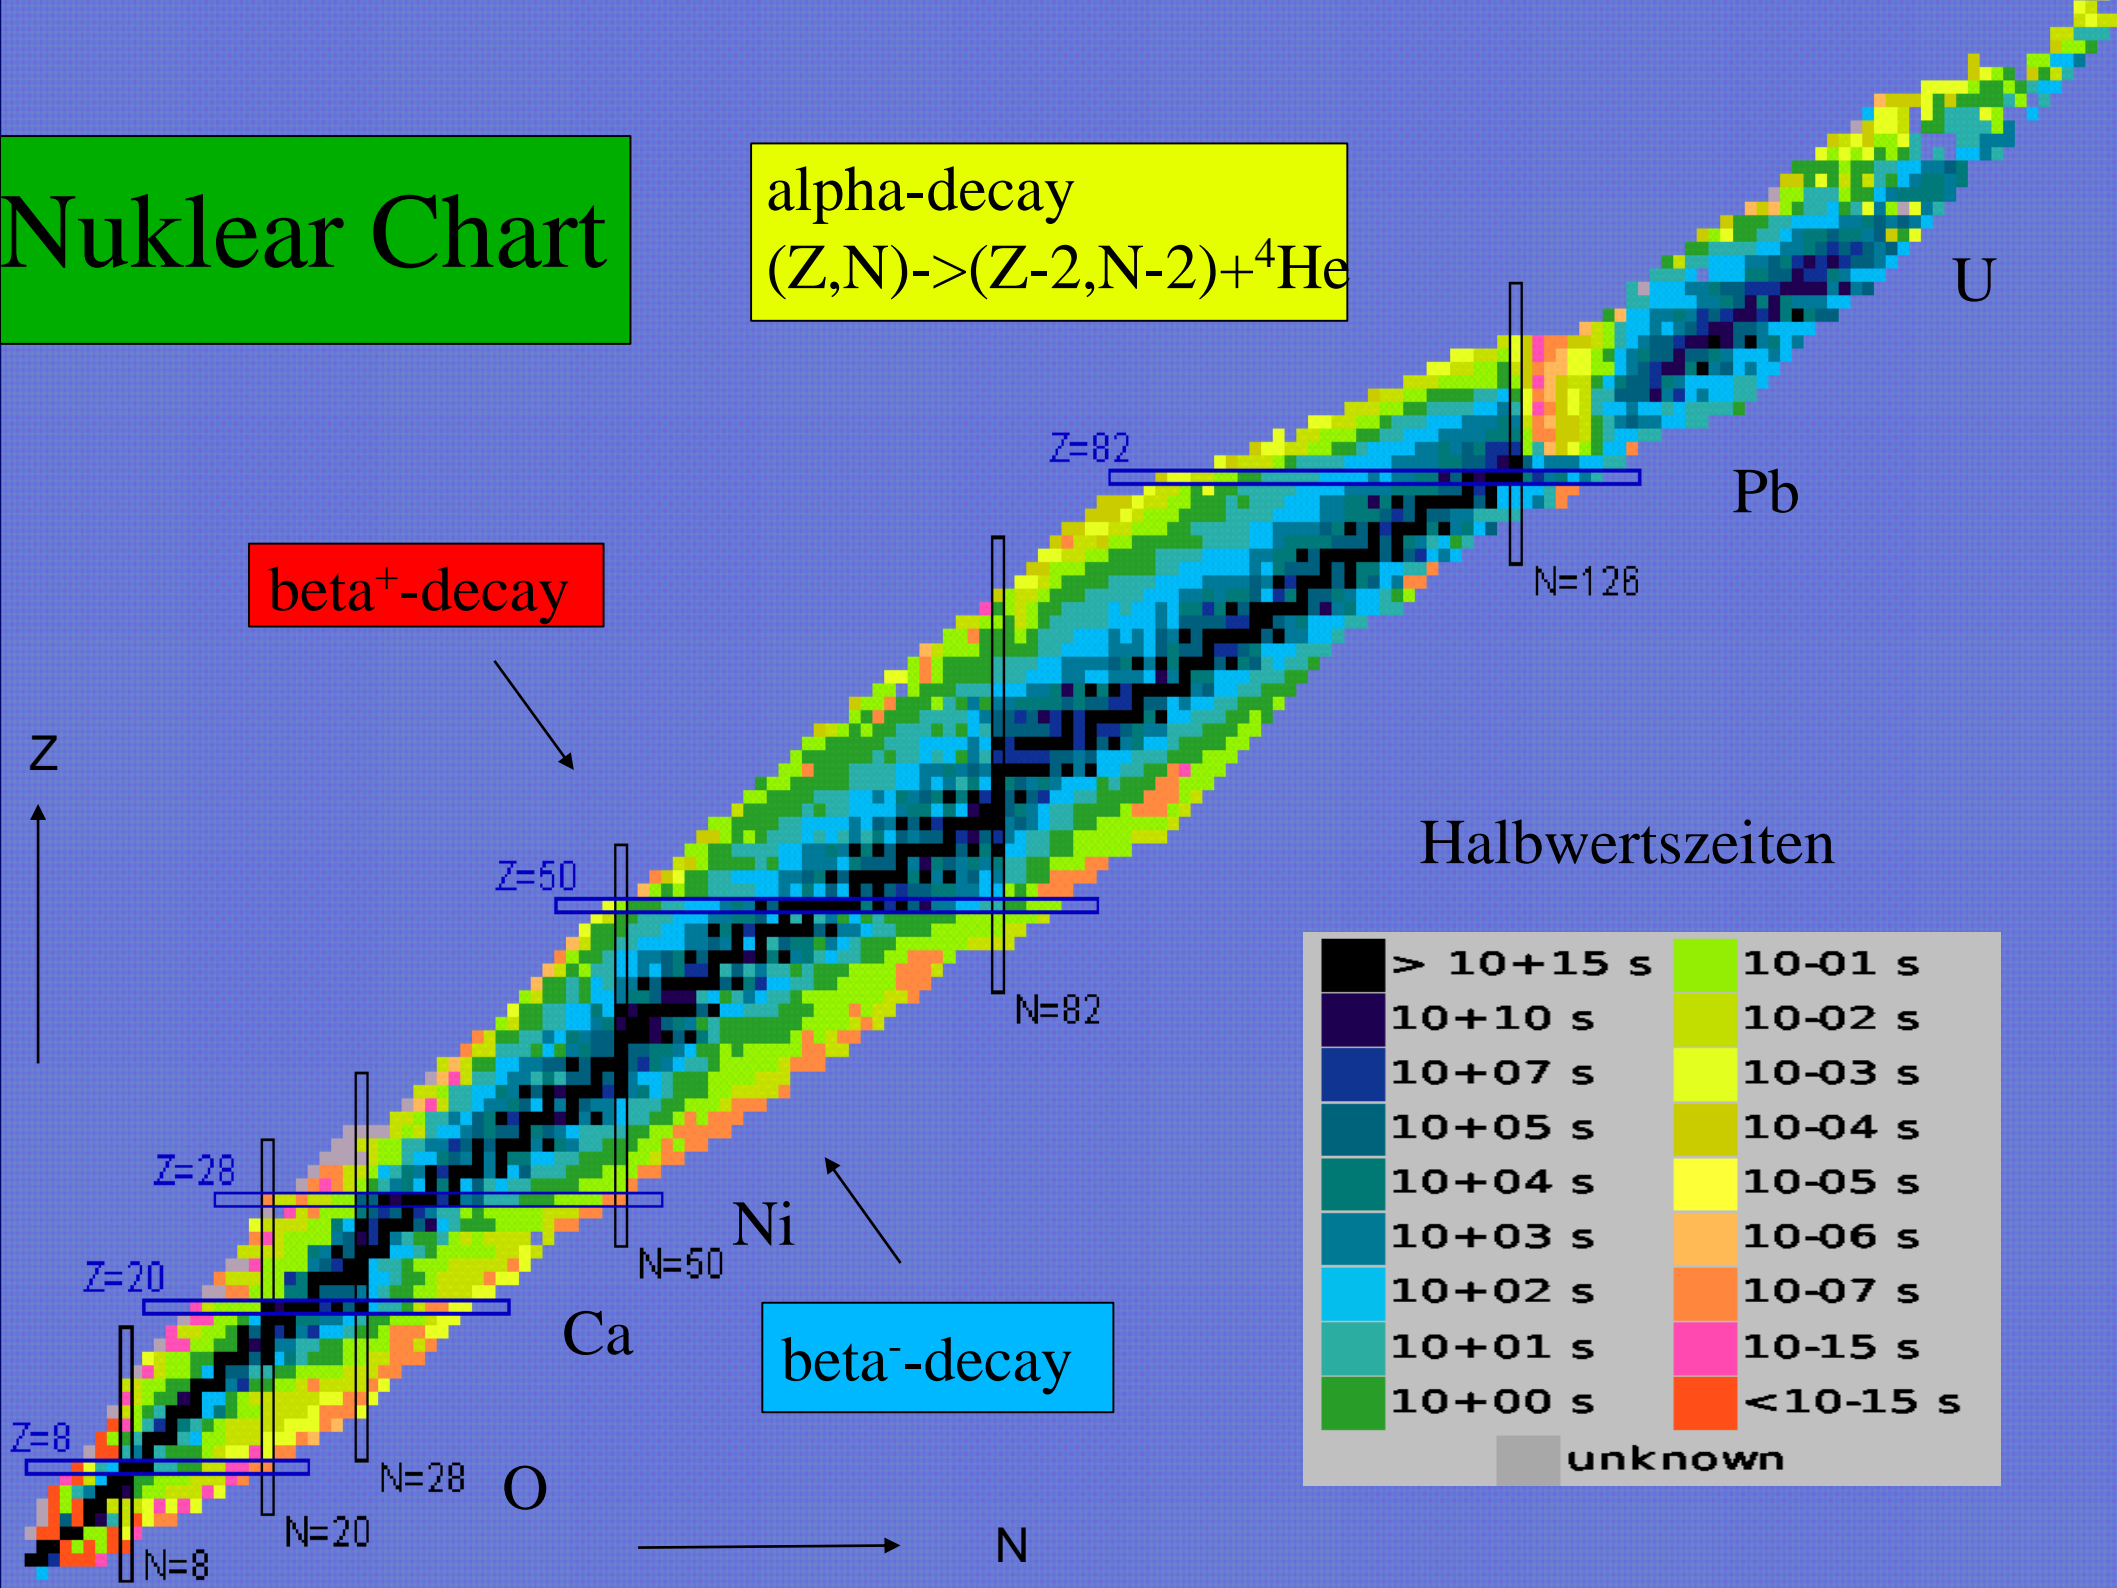 Nuklear Chart
alpha-decay
(Z,N)->(Z-2,N-2)+⁴He
U
Z=82
Pb
N=126
beta⁺-decay
Z
Z=50
N=82
Halbwertszeiten
> 10+15 s
10+10 s
10+07 s
10+05 s
10+04 s
10+03 s
10+02 s
10+01 s
10+00 s
10-01 s
10-02 s
10-03 s
10-04 s
10-05 s
10-06 s
10-07 s
10-15 s
<10-15 s
unknown
Z=28
Ni
N=50
Z=20
Ca
beta⁻-decay
Z=8
N=28
O
N=20
N
N=8